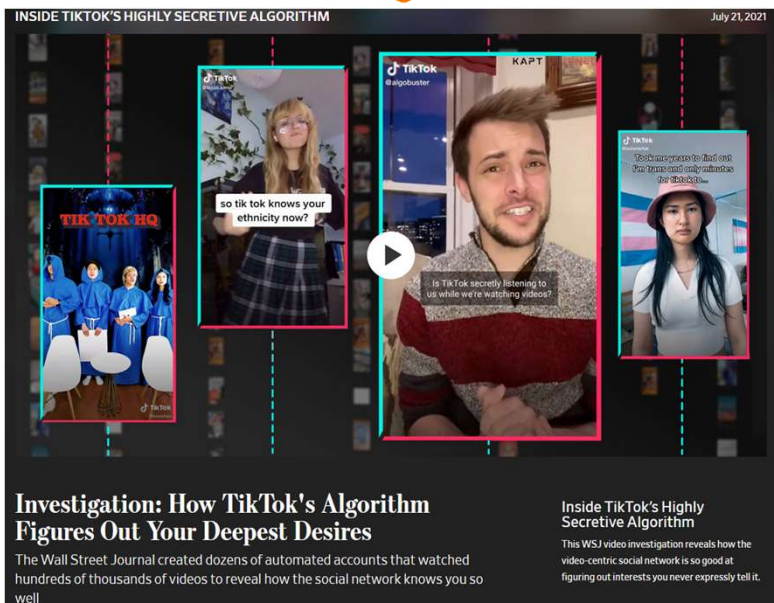 INSIDE TIKTOK'S HIGHLY SECRETIVE ALGORITHM
July 21, 2021
TIK TOK HQ
TikTok
TikTok
so tik tok knows your
ethnicity now?
TikTok
@algobuster
KAPT
Is TikTok secretly listening to
us while we're watching videos?
TikTok
Took me years to find out
I'm trans and only minutes
for tiktok to...
Investigation: How TikTok's Algorithm
Figures Out Your Deepest Desires
The Wall Street Journal created dozens of automated accounts that watched
hundreds of thousands of videos to reveal how the social network knows you so
well
Inside TikTok's Highly
Secretive Algorithm
This WSJ video investigation reveals how the
video-centric social network is so good at
figuring out interests you never expressly tell it.